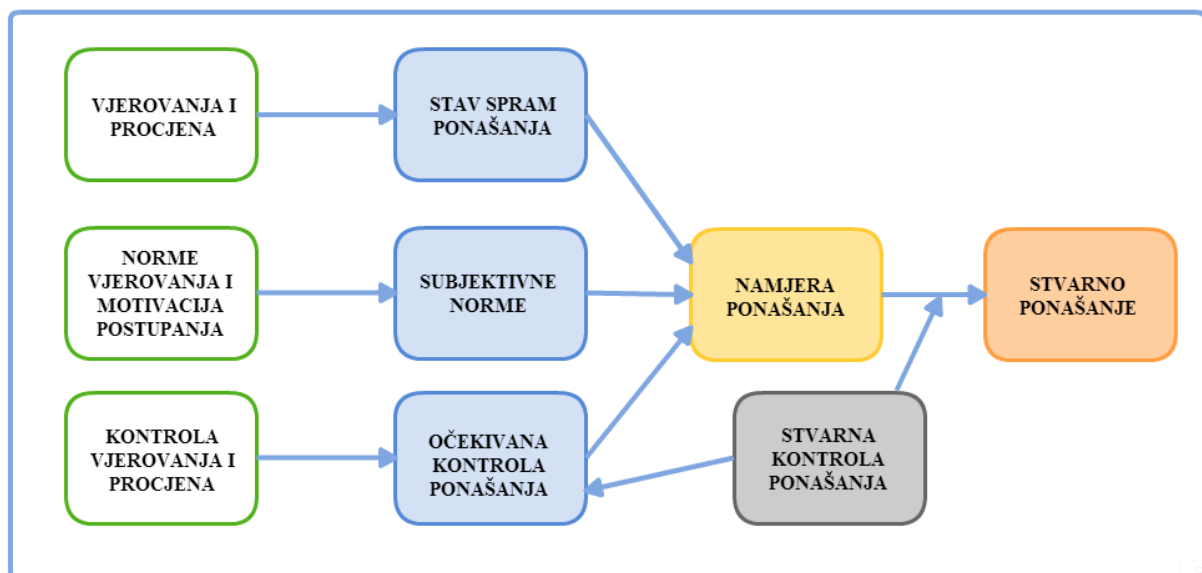 VJEROVANJA I
PROCJENA
STAV SPRAM
PONAŠANJA
NORME
VJEROVANJA I
MOTIVACIJA
POSTUPANJA
SUBJEKTIVNE
NORME
NAMJERA
PONAŠANJA
STVARNO
PONAŠANJE
KONTROLA
VJEROVANJA I
PROCJENA
OČEKIVANA
KONTROLA
PONAŠANJA
STVARNA
KONTROLA
PONAŠANJA